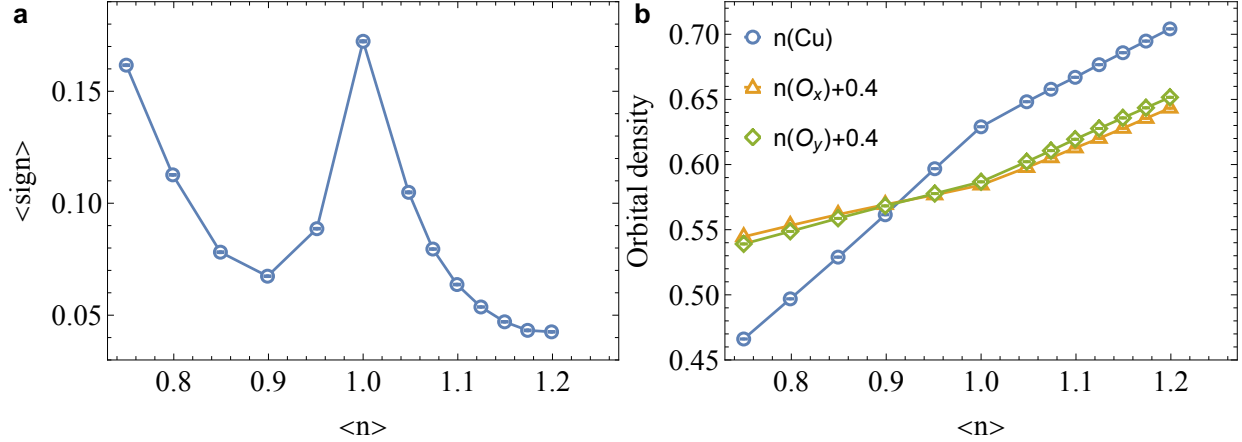 a
<sign>
0.15
0.10
0.05
0.8 0.9 1.0 1.1 1.2
<n>
b
Orbital density
0.70
0.65
0.60
0.55
0.50
0.45
n(Cu)
n(Ox)+0.4
n(Oy)+0.4
0.8 0.9 1.0 1.1 1.2
<n>